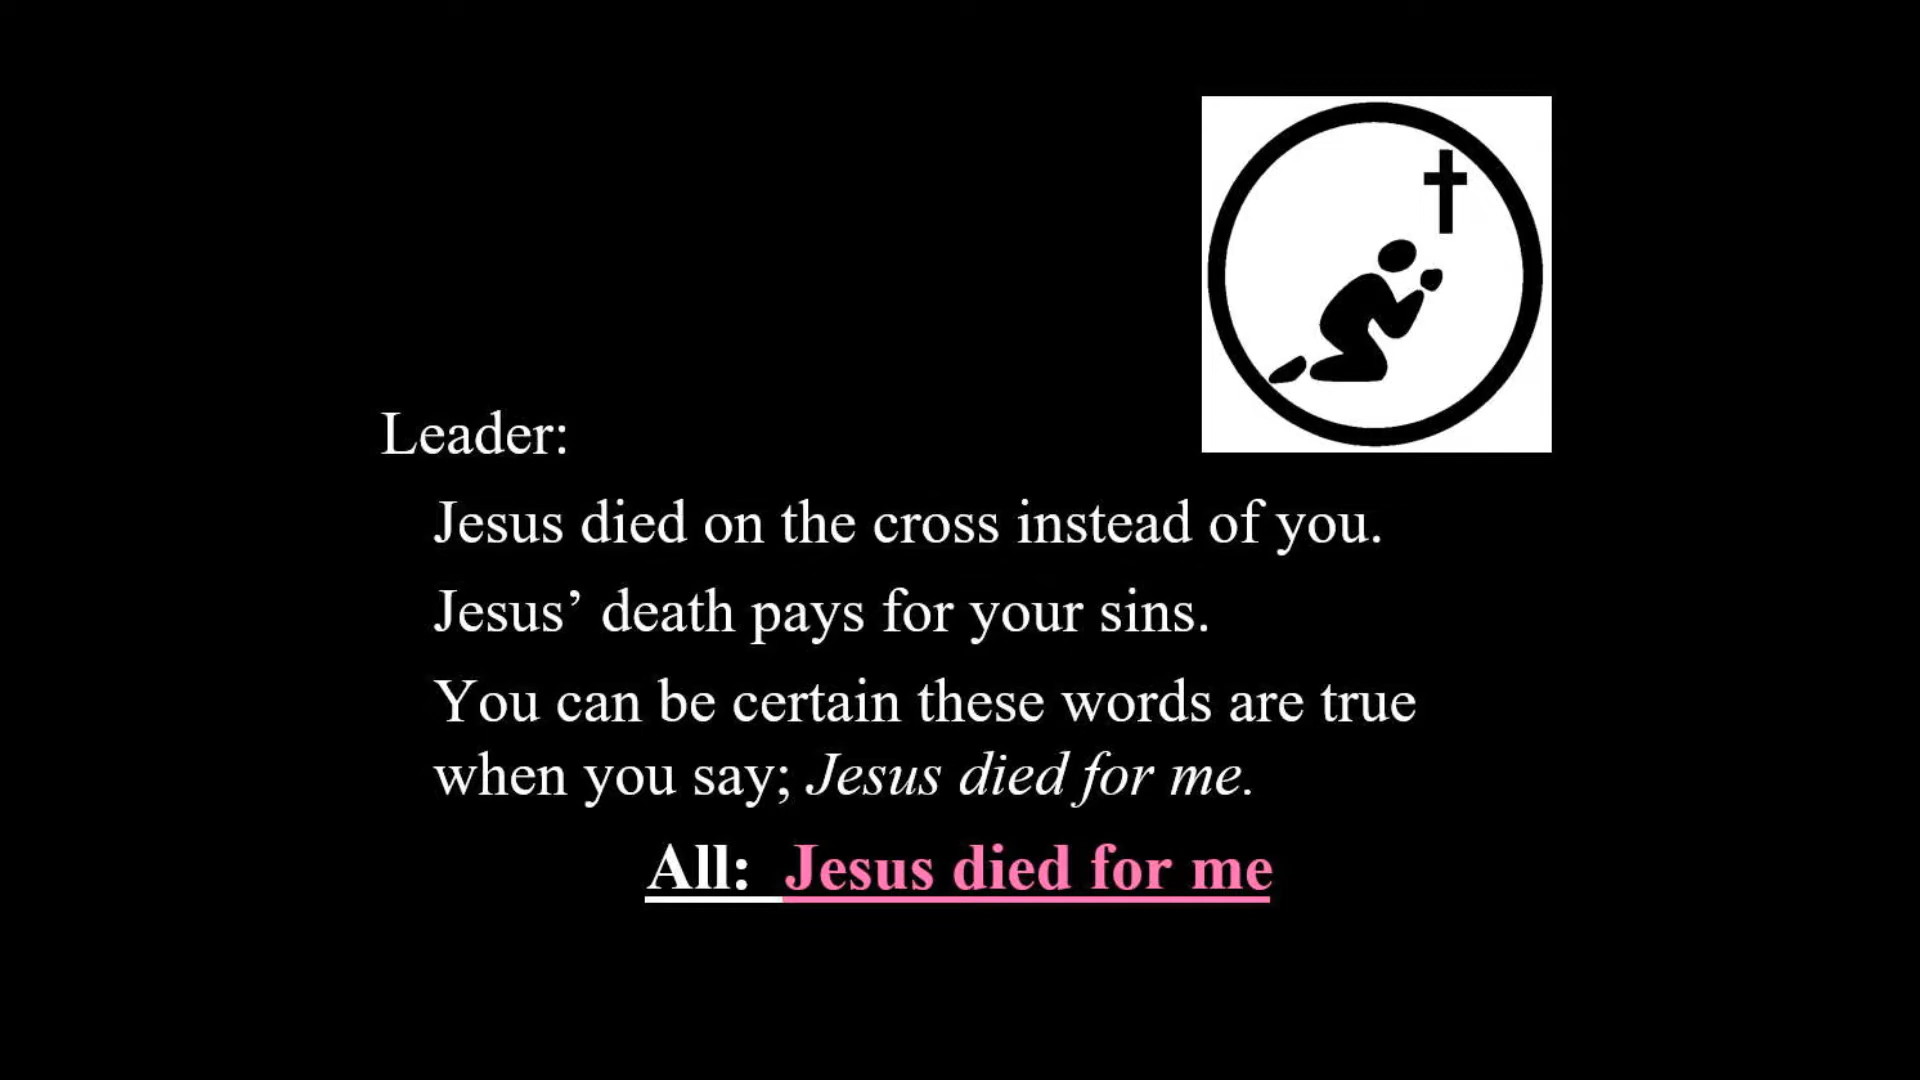 Leader:
Jesus died on the cross instead of you.
Jesus’ death pays for your sins.
You can be certain these words are true
when you say; Jesus died for me.
All: Jesus died for me